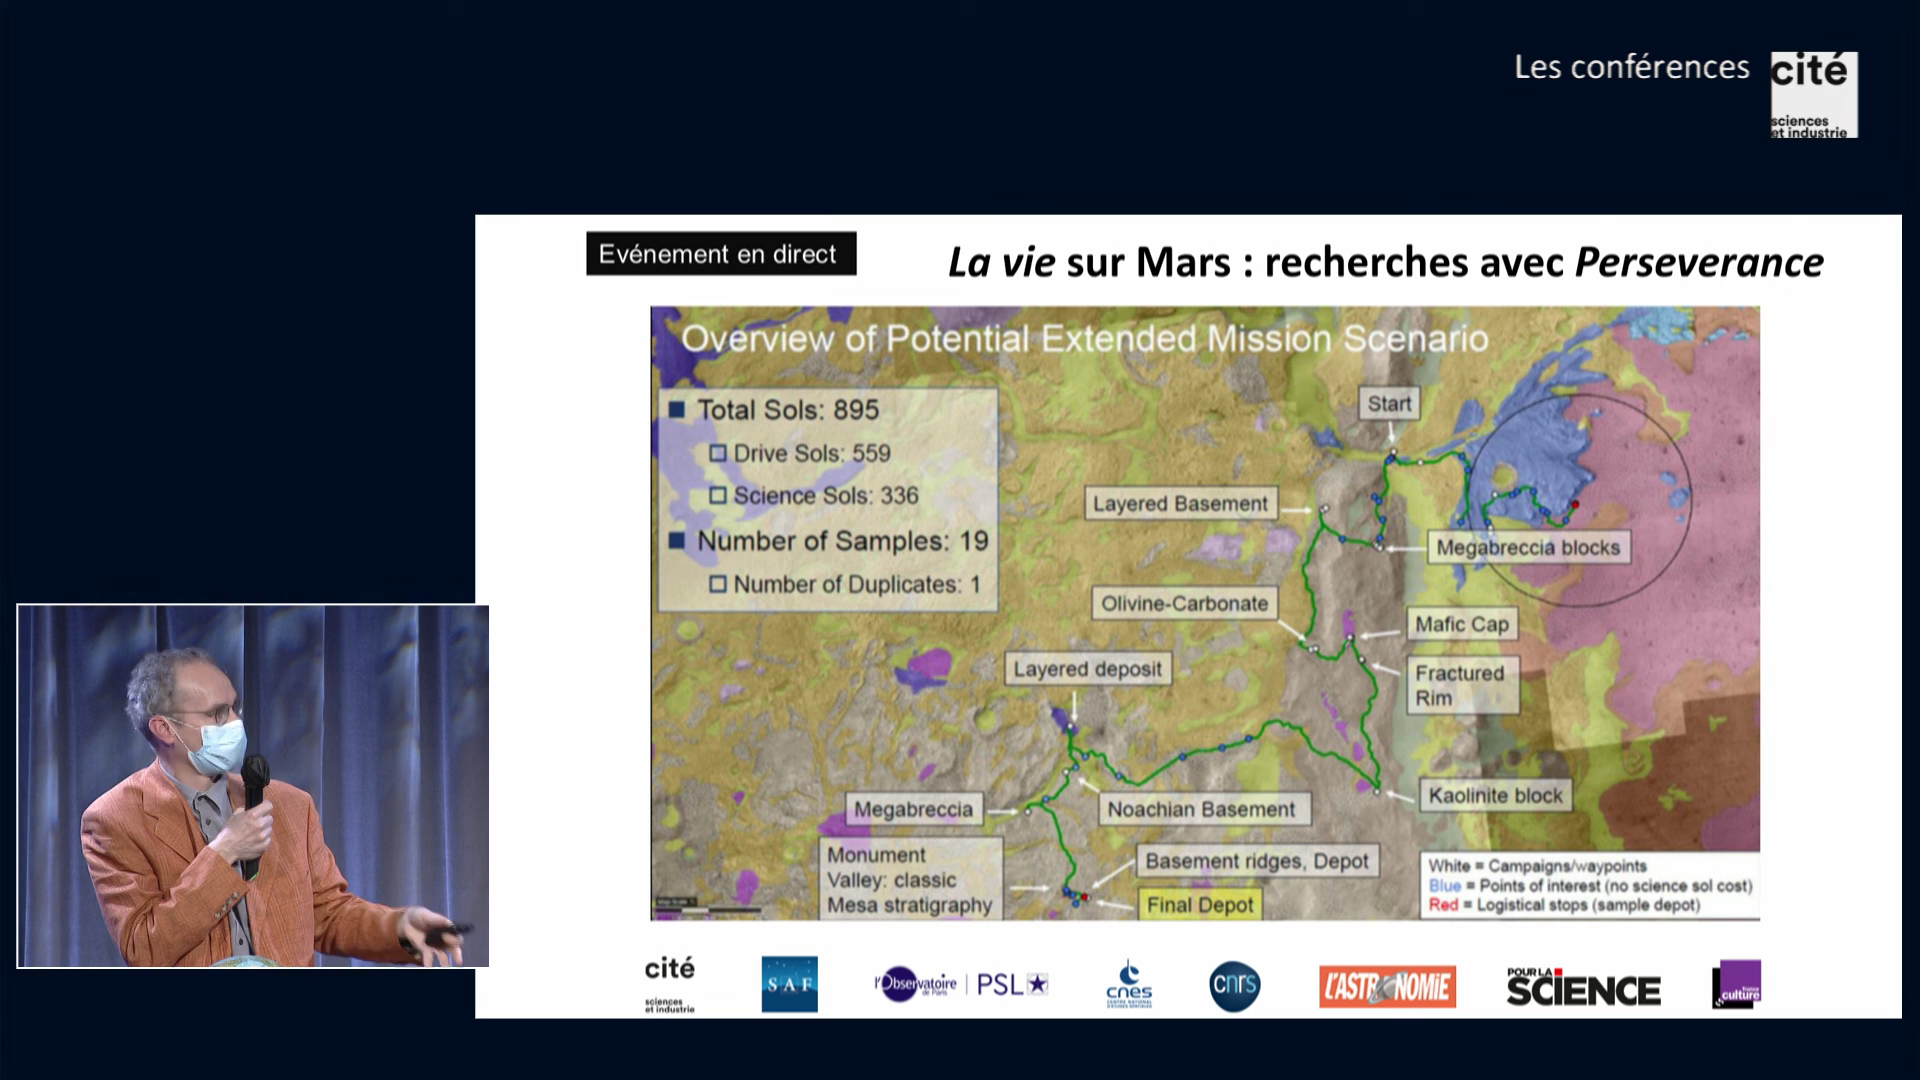 Les conférences
cité
sciences
et industrie
Evénement en direct
La vie sur Mars : recherches avec Perseverance
Overview of Potential Extended Mission Scenario
Total Sols: 895
Drive Sols: 559
Science Sols: 336
Number of Samples: 19
Number of Duplicates: 1
Start
Layered Basement
Megabreccia blocks
Olivine-Carbonate
Mafic Cap
Layered deposit
Fractured
Rim
Megabreccia
Noachian Basement
Kaolinite block
Monument
Valley: classic
Mesa stratigraphy
Basement ridges, Depot
Final Depot
White = Campaigns/waypoints
Blue = Points of interest (no science sol cost)
Red = Logistical stops (sample depot)
cité
sciences
et industrie
SAF
l'Observatoire
de Paris
PSL
cnes
cnrs
l'ASTRONOMIE
POUR LA
SCIENCE
france
culture